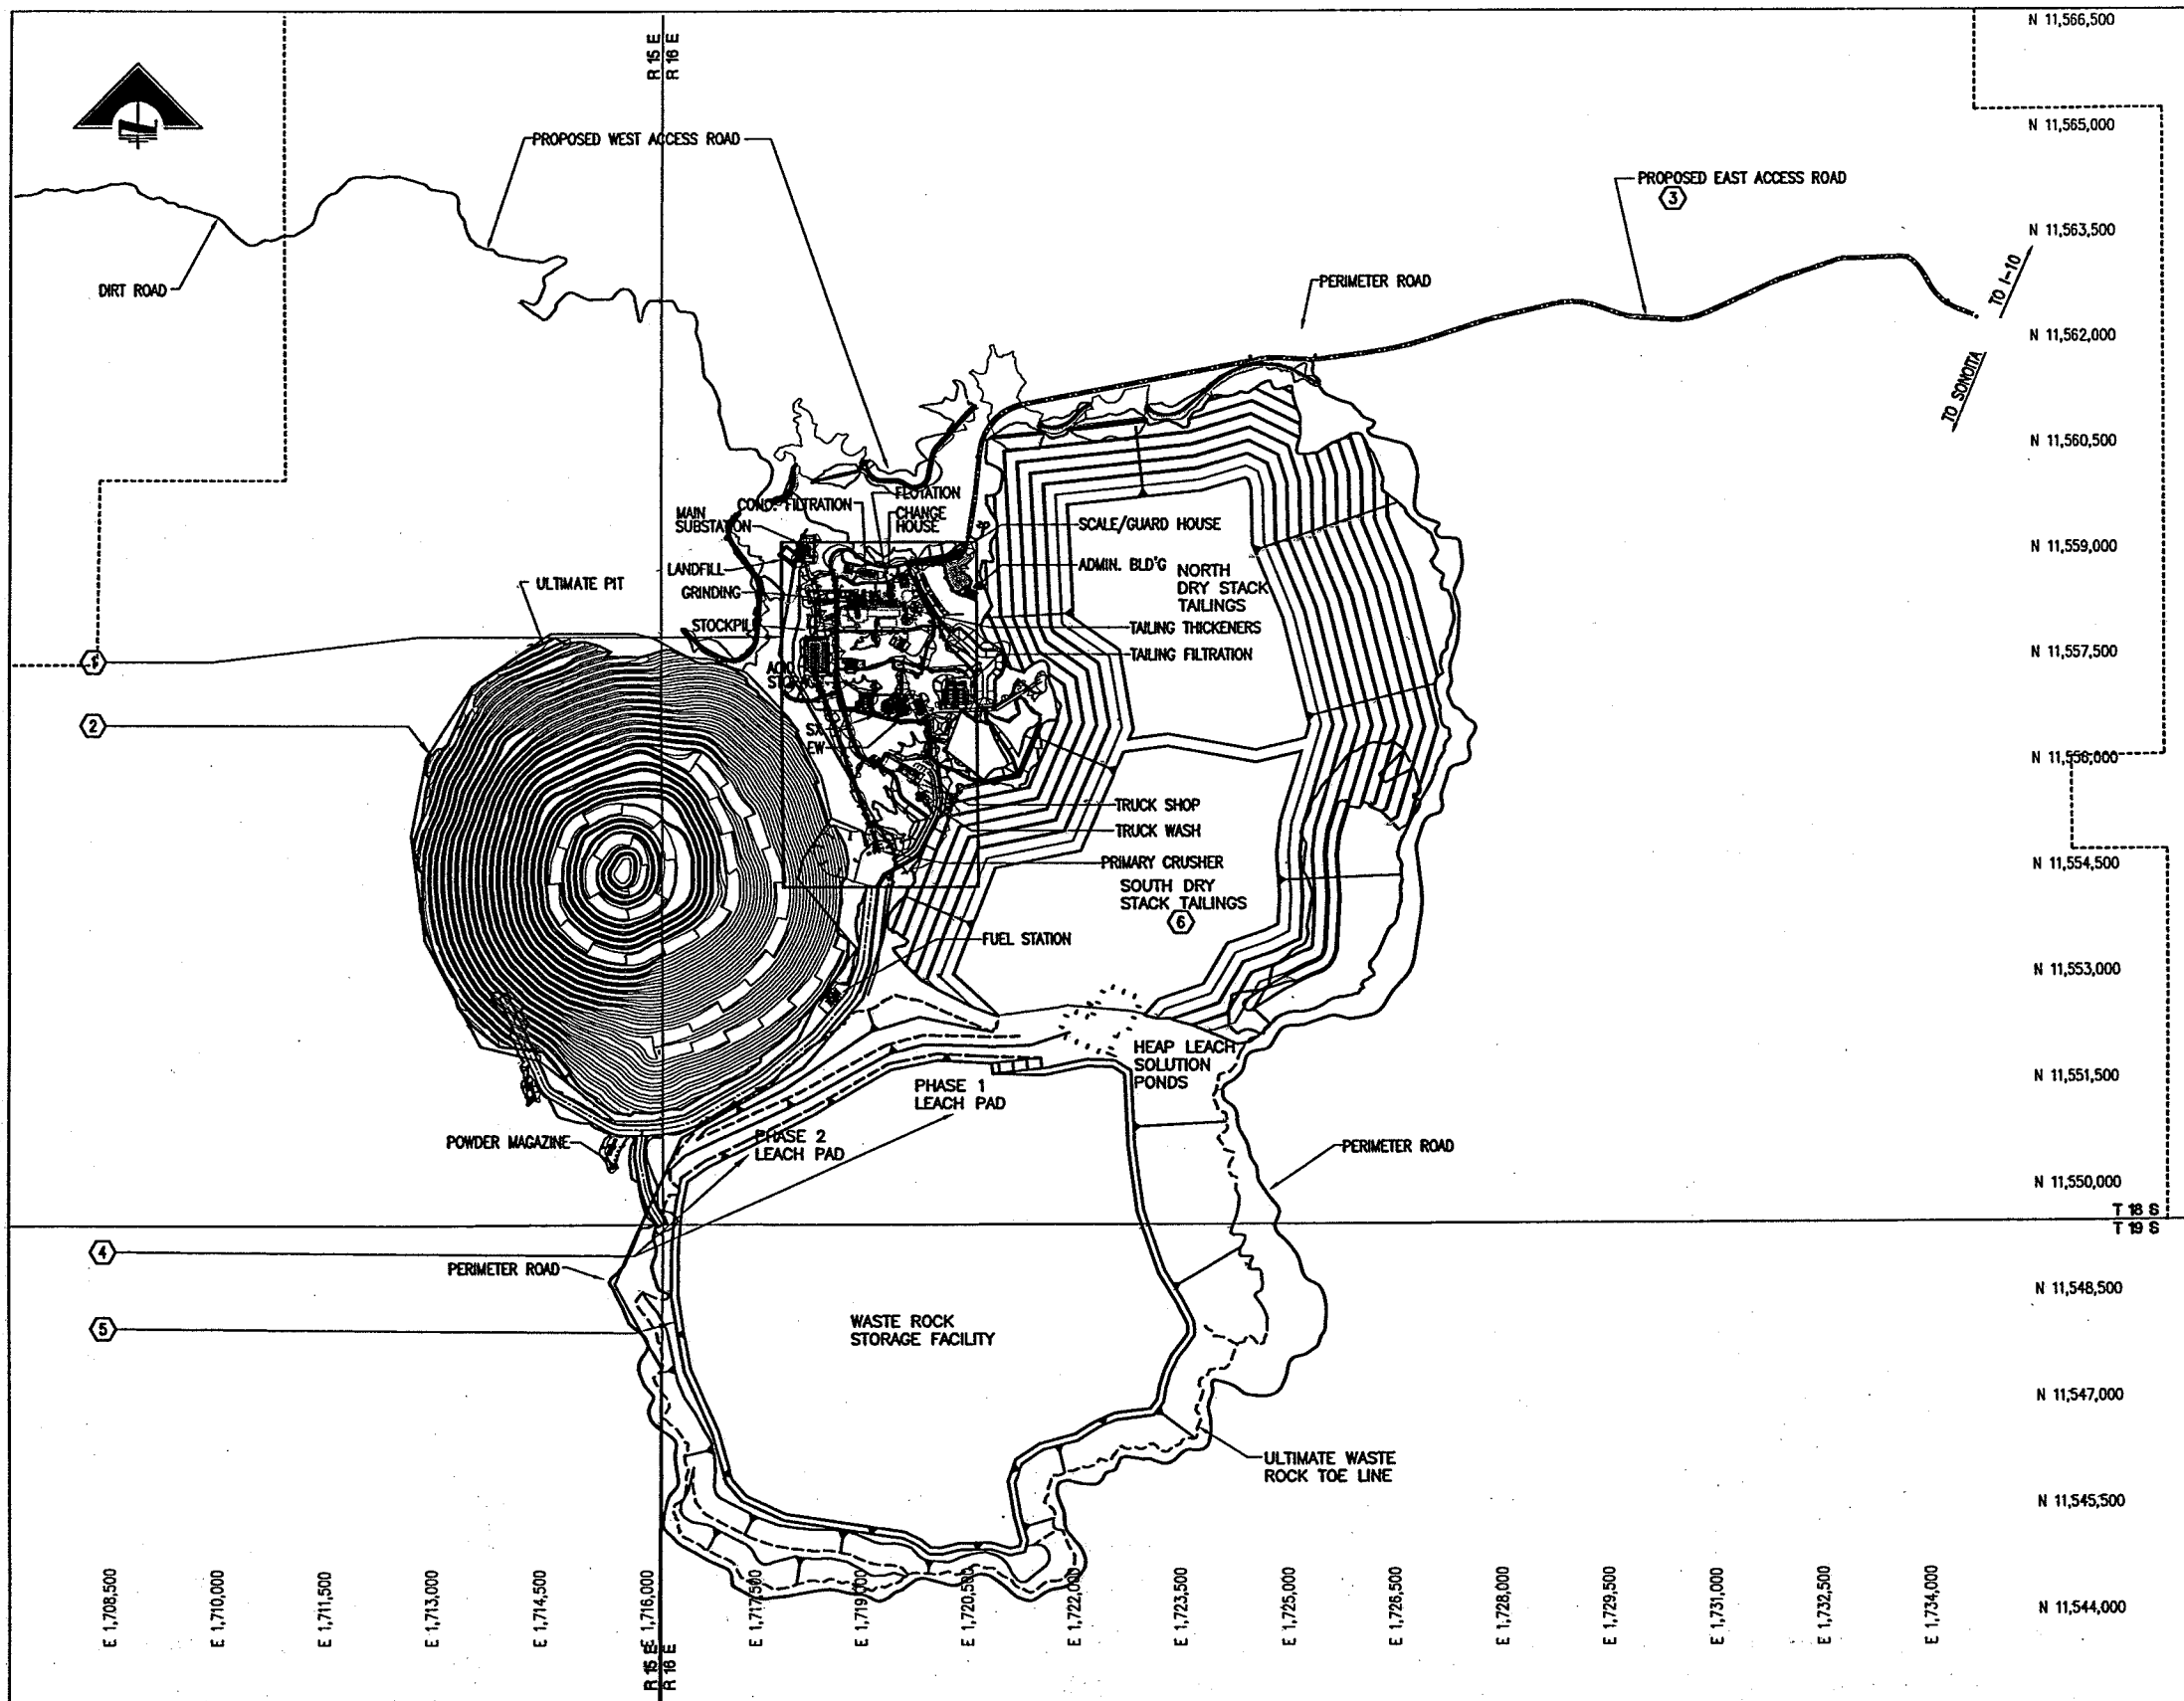 N 11,566,500
R 15 E
R 16 E
N 11,565,000
PROPOSED WEST ACCESS ROAD
PROPOSED EAST ACCESS ROAD
3
N 11,563,500
DIRT ROAD
PERIMETER ROAD
TO I-10
N 11,562,000
TO SONOITA
N 11,560,500
FLOTATION
CONC. FILTRATION
MAIN
SUBSTATION
CHANGE
HOUSE
SCALE/GUARD HOUSE
N 11,559,000
LANDFILL
ADMIN. BLD'G
NORTH
DRY STACK
TAILINGS
ULTIMATE PIT
GRINDING
STOCKPILE
TAILING THICKENERS
TAILING FILTRATION
N 11,557,500
1
ACID
STORAGE
2
SX
EW
N 11,556,000
TRUCK SHOP
TRUCK WASH
PRIMARY CRUSHER
N 11,554,500
SOUTH DRY
STACK TAILINGS
6
FUEL STATION
N 11,553,000
HEAP LEACH
SOLUTION
PONDS
N 11,551,500
PHASE 1
LEACH PAD
PHASE 2
LEACH PAD
POWDER MAGAZINE
PERIMETER ROAD
N 11,550,000
T 18 S
T 19 S
4
PERIMETER ROAD
N 11,548,500
5
WASTE ROCK
STORAGE FACILITY
N 11,547,000
ULTIMATE WASTE
ROCK TOE LINE
N 11,545,500
N 11,544,000
E 1,708,500
E 1,710,000
E 1,711,500
E 1,713,000
E 1,714,500
E 1,716,000
E 1,717,500
E 1,719,000
E 1,720,500
E 1,722,000
E 1,723,500
E 1,725,000
E 1,726,500
E 1,728,000
E 1,729,500
E 1,731,000
E 1,732,500
E 1,734,000
R 15 E
R 16 E